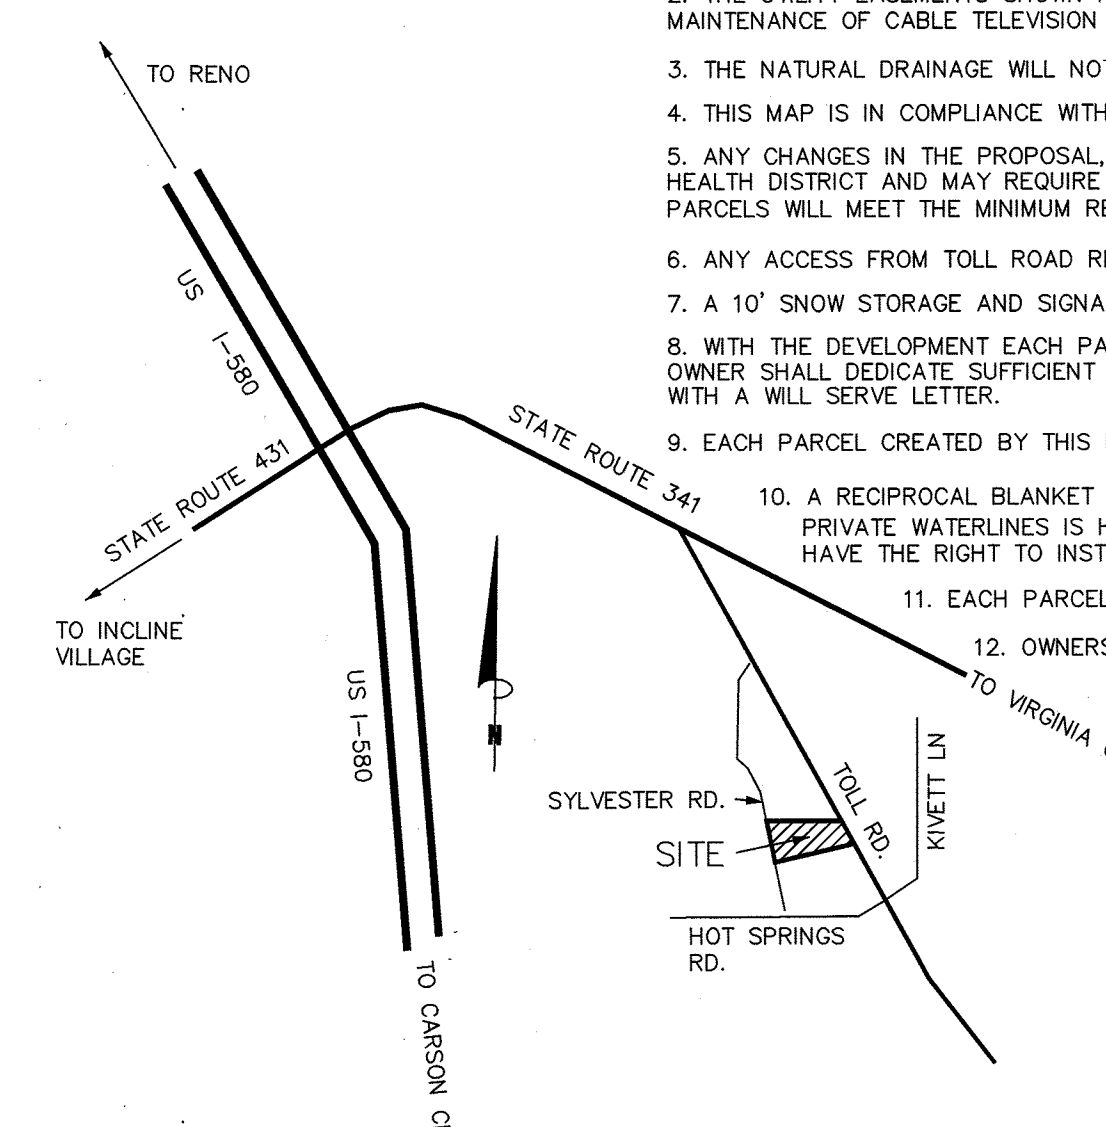 MAINTENANCE OF CABLE TELEVISION
3. THE NATURAL DRAINAGE WILL
4. THIS MAP IS IN COMPLIANCE WITH
5. ANY CHANGES IN THE PROPOSAL,
HEALTH DISTRICT AND MAY REQUIRE
PARCELS WILL MEET THE MINIMUM
6. ANY ACCESS FROM TOLL ROAD
7. A 10' SNOW STORAGE AND
8. WITH THE DEVELOPMENT EACH
OWNER SHALL DEDICATE SUFFICIENT
WITH A WILL SERVE LETTER.
9. EACH PARCEL CREATED BY THIS
10. A RECIPROCAL BLANKET
PRIVATE WATERLINES IS
HAVE THE RIGHT TO
11. EACH PARCEL
12.
TO RENO
US I-580
STATE ROUTE 431
TO INCLINE
VILLAGE
STATE ROUTE 341
TO VIRGINIA
US I-580
N
TO CARSON
SYLVESTER RD.
SITE
TOLL RD.
KIVETT LN
HOT SPRINGS
RD.